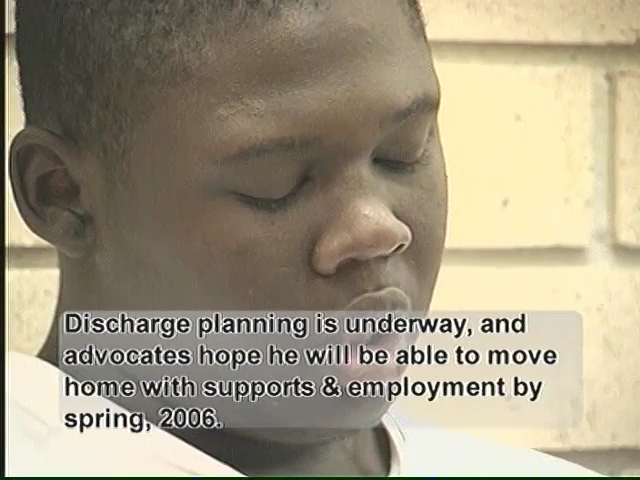 Discharge planning is underway, and
advocates hope he will be able to move
home with supports & employment by
spring, 2006.